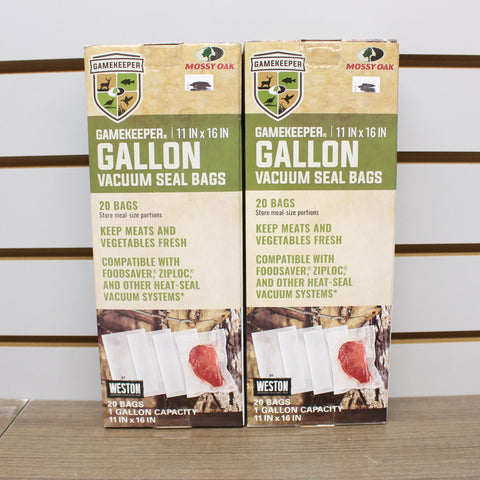 GAMEKEEPER
MOSSY OAK
GAMEKEEPER® | 11 IN x 16 IN
GALLON
VACUUM SEAL BAGS
20 BAGS
Store meal-size portions
KEEP MEATS AND
VEGETABLES FRESH
COMPATIBLE WITH
FOODSAVER,® ZIPLOC,®
AND OTHER HEAT-SEAL
VACUUM SYSTEMS*
BY
WESTON
20 BAGS
1 GALLON CAPACITY
11 IN x 16 IN
GAMEKEEPER
MOSSY OAK
GAMEKEEPER® | 11 IN x 16 IN
GALLON
VACUUM SEAL BAGS
20 BAGS
Store meal-size portions
KEEP MEATS AND
VEGETABLES FRESH
COMPATIBLE WITH
FOODSAVER,® ZIPLOC,®
AND OTHER HEAT-SEAL
VACUUM SYSTEMS*
BY
WESTON
20 BAGS
1 GALLON CAPACITY
11 IN x 16 IN